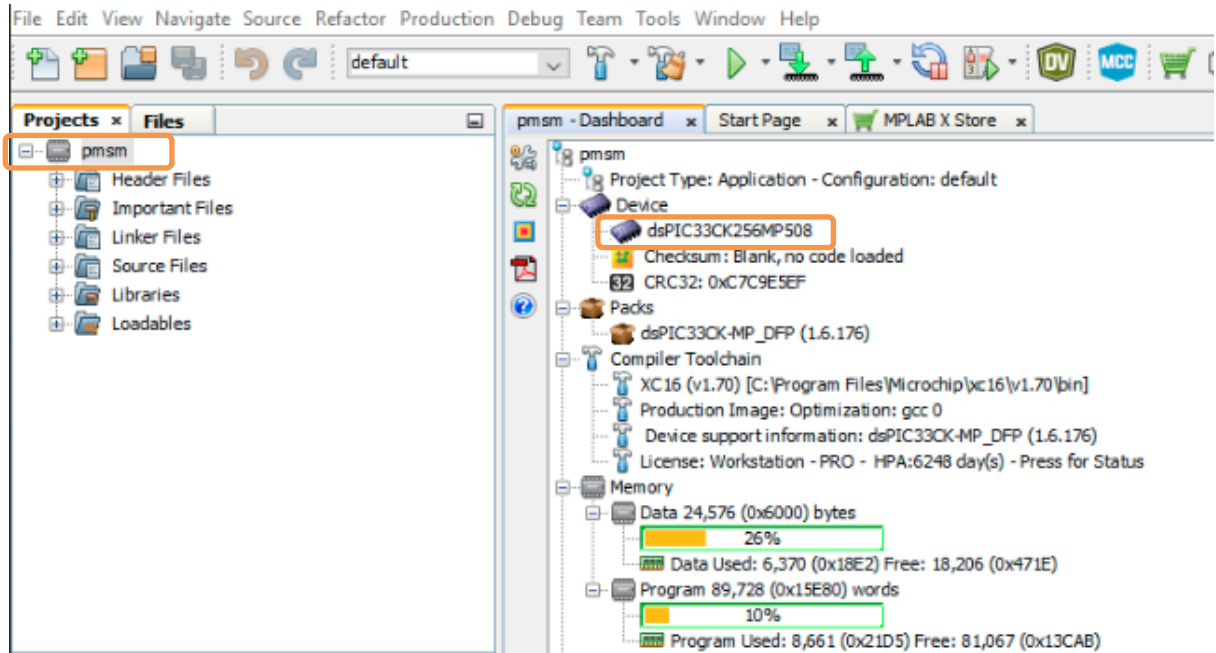 File Edit View Navigate Source Refactor Production Debug Team Tools Window Help
default
DV
MCC
Projects
Files
pmsm - Dashboard
Start Page
MPLAB X Store
pmsm
Header Files
Important Files
Linker Files
Source Files
Libraries
Loadables
pmsm
Project Type: Application - Configuration: default
Device
dsPIC33CK256MP508
Checksum: Blank, no code loaded
32 CRC32: 0xC7C9E5EF
Packs
dsPIC33CK-MP_DFP (1.6.176)
Compiler Toolchain
XC16 (v1.70) [C:\Program Files\Microchip\xc16\v1.70\bin]
Production Image: Optimization: gcc 0
Device support information: dsPIC33CK-MP_DFP (1.6.176)
License: Workstation - PRO - HPA:6248 day(s) - Press for Status
Memory
Data 24,576 (0x6000) bytes
26%
Data Used: 6,370 (0x18E2) Free: 18,206 (0x471E)
Program 89,728 (0x15E80) words
10%
Program Used: 8,661 (0x21D5) Free: 81,067 (0x13CAB)